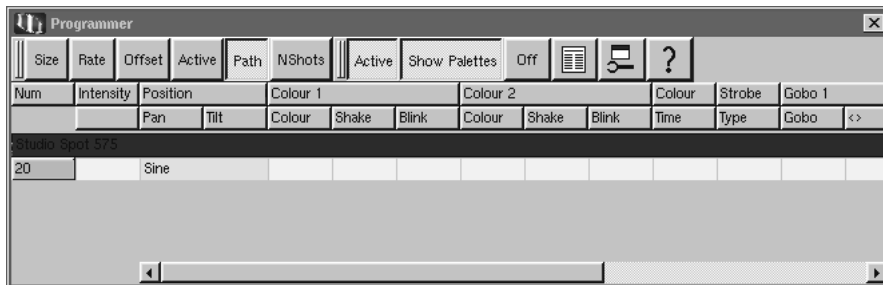 Programmer
Size Rate Offset Active Path NShots Active Show Palettes Off ?
Num Intensity Position Colour 1 Colour 2 Colour Strobe Gobo 1
Pan Tilt Colour Shake Blink Colour Shake Blink Time Type Gobo <>
Studio Spot 575
20 Sine